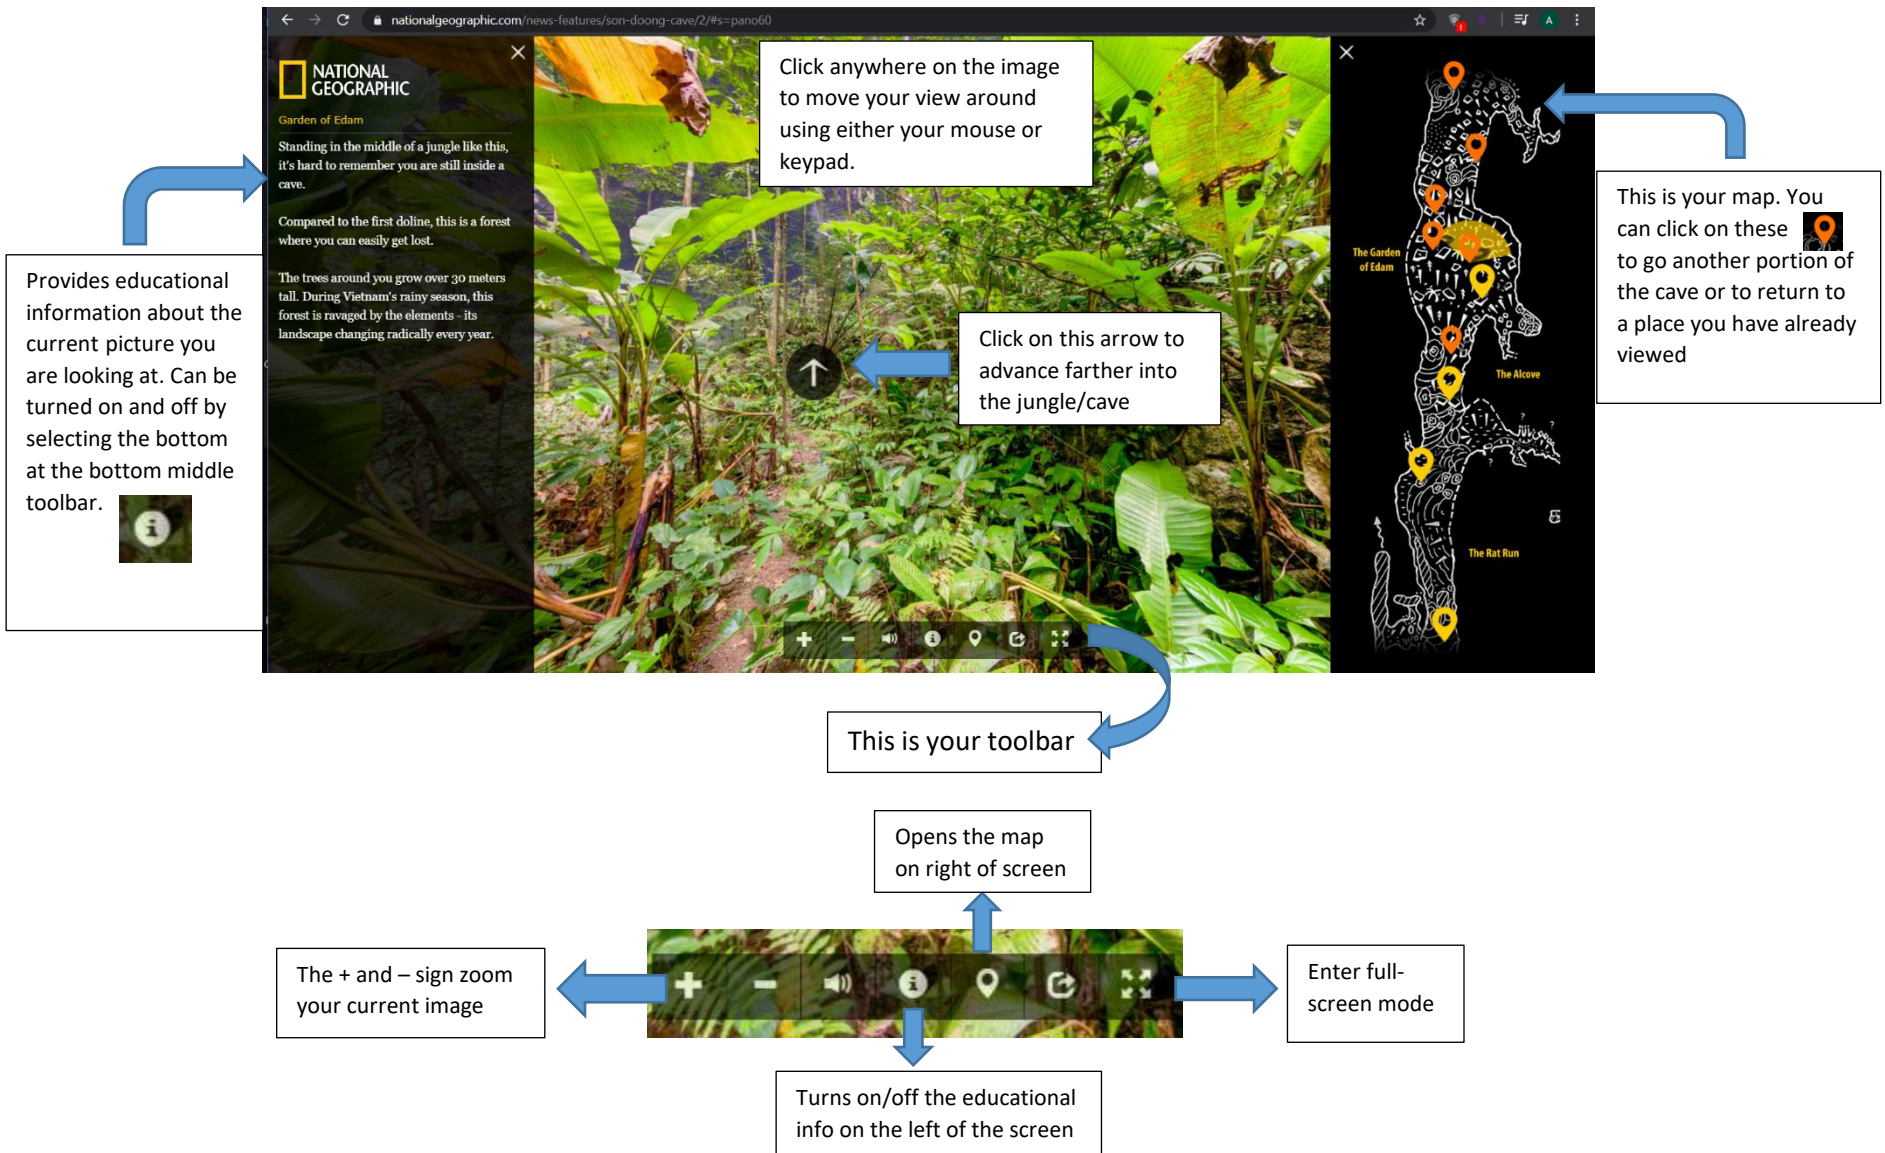 nationalgeographic.com/news-features/son-doong-cave/2/#s=pano60
A
NATIONAL
GEOGRAPHIC
Garden of Edam
Standing in the middle of a jungle like this,
it's hard to remember you are still inside a
cave.
Compared to the first doline, this is a forest
where you can easily get lost.
The trees around you grow over 30 meters
tall. During Vietnam's rainy season, this
forest is ravaged by the elements - its
landscape changing radically every year.
Provides educational
information about the
current picture you
are looking at. Can be
turned on and off by
selecting the bottom
at the bottom middle
toolbar.
Click anywhere on the image
to move your view around
using either your mouse or
keypad.
Click on this arrow to
advance farther into
the jungle/cave
The Garden
of Edam
The Alcove
?
?
The Rat Run
This is your map. You
can click on these
to go another portion of
the cave or to return to
a place you have already
viewed
This is your toolbar
Opens the map
on right of screen
The + and – sign zoom
your current image
Enter full-
screen mode
Turns on/off the educational
info on the left of the screen